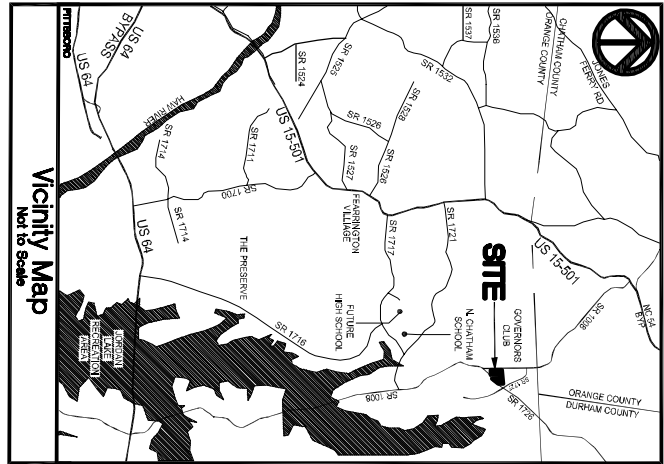 PITTSBORO
US 64
BYPASS
US 64
HAW RIVER
SR 1714
SR 1711
SR 1700
SR 1714
US 64
SR 1524
SR 1525
US 15-501
SR 1526
SR 1527
SR 1526
SR 1528
SR 1532
SR 1537
SR 1536
CHATHAM COUNTY
ORANGE COUNTY
JONES
FERRY RD
FEARRINGTON
VILLIAGE
SR 1717
SR 1721
THE PRESERVE
SR 1716
FUTURE
HIGH SCHOOL
N. CHATHAM
SCHOOL
SITE
GOVERNORS
CLUB
US 15-501
NC 54
BYP
SR 1008
SR 1726
SR 1008
ORANGE COUNTY
DURHAM COUNTY
JORDAN
LAKE
RECREATION
AREA
Vicinity Map
Not to Scale